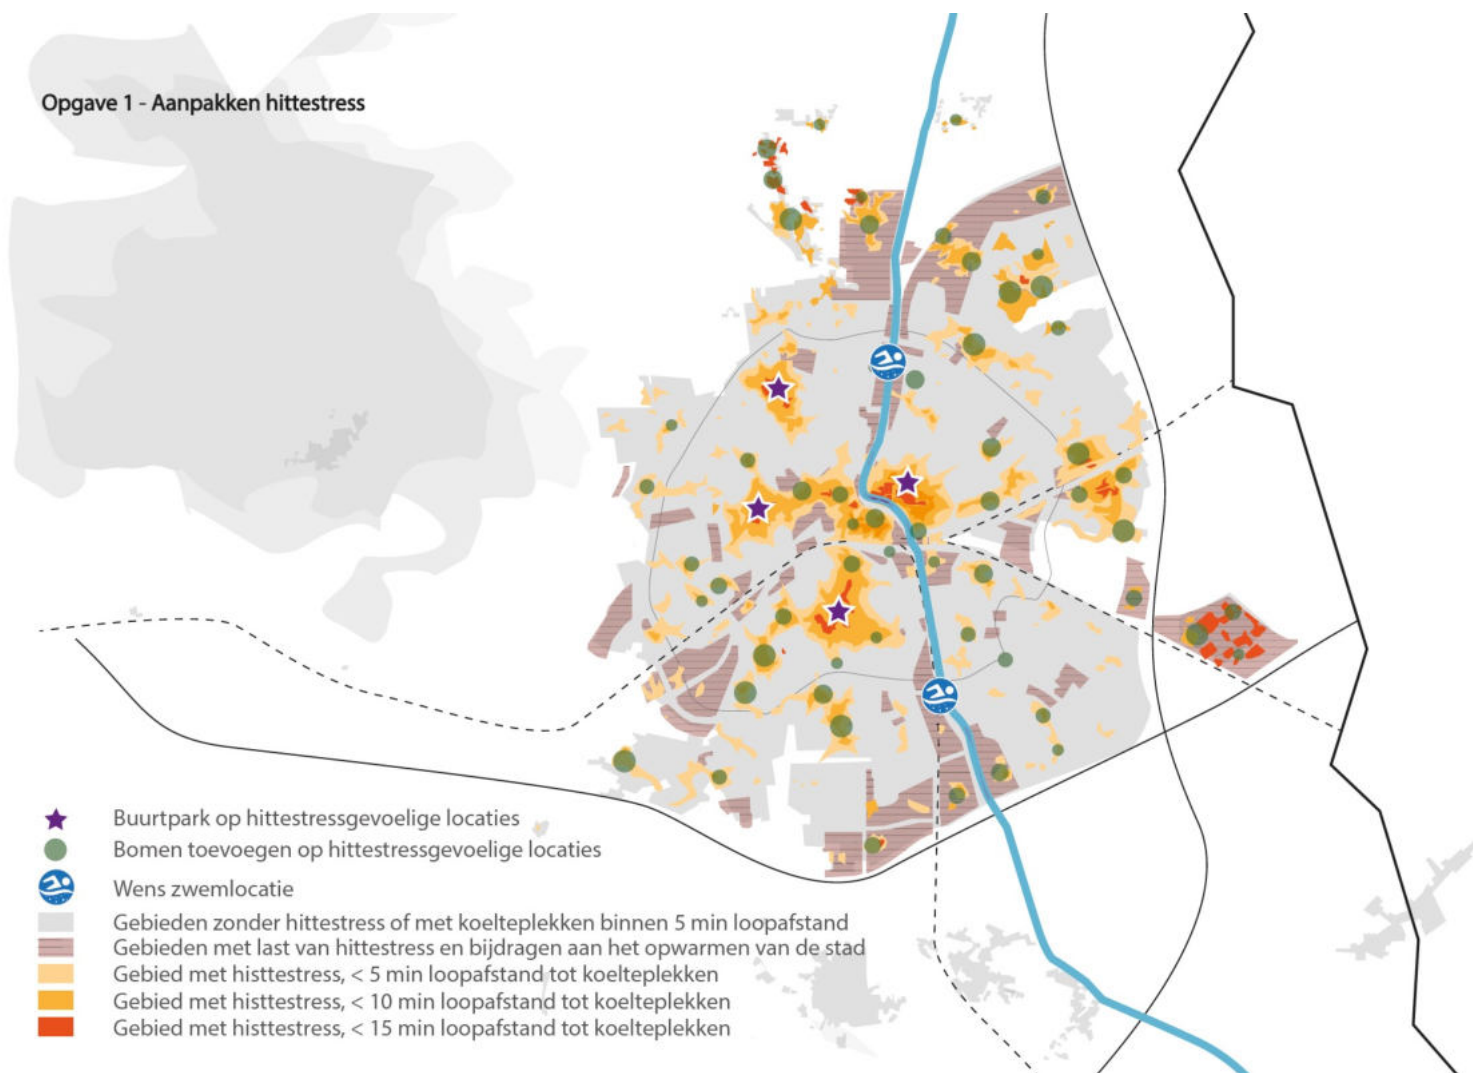 Opgave 1 - Aanpakken hittestress
Buurtpark op hittestressgevoelige locaties
Bomen toevoegen op hittestressgevoelige locaties
Wens zwemlocatie
Gebieden zonder hittestress of met koelteplekken binnen 5 min loopafstand
Gebieden met last van hittestress en bijdragen aan het opwarmen van de stad
Gebied met histtestress, < 5 min loopafstand tot koelteplekken
Gebied met histtestress, < 10 min loopafstand tot koelteplekken
Gebied met histtestress, < 15 min loopafstand tot koelteplekken